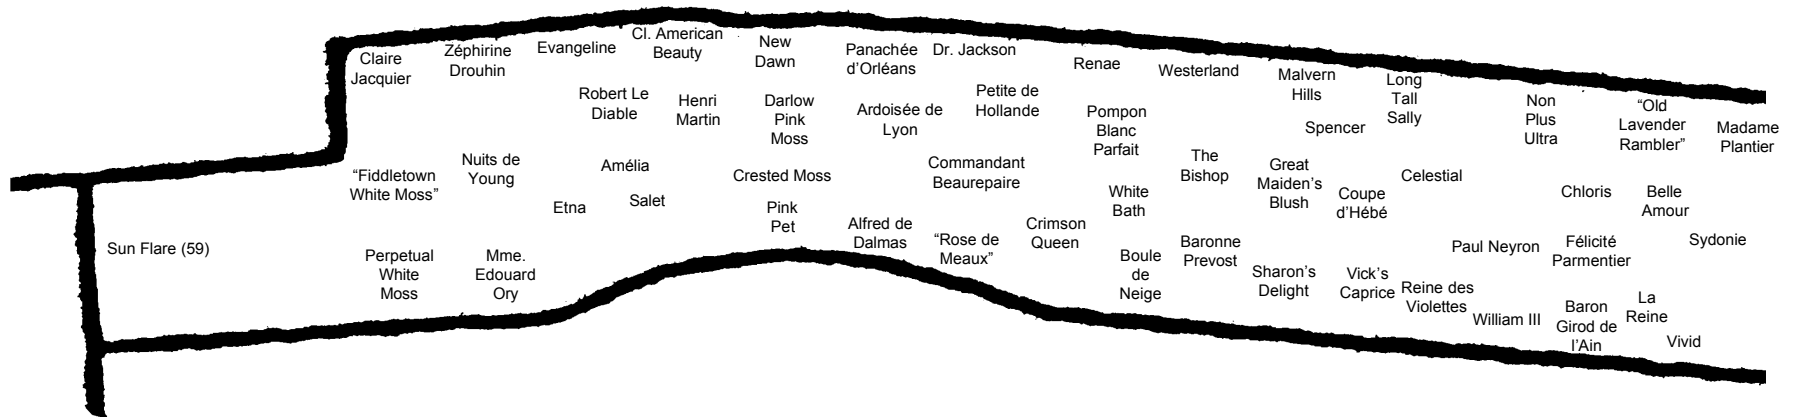 Claire
Jacquier
Zéphirine
Drouhin
Evangeline
Cl. American
Beauty
New
Dawn
Panachée
d'Orléans
Dr. Jackson
Renae
Westerland
Malvern
Hills
Long
Tall
Sally
Non
Plus
Ultra
“Old
Lavender
Rambler”
Madame
Plantier
Robert Le
Diable
Henri
Martin
Darlow
Pink
Moss
Ardoisée de
Lyon
Petite de
Hollande
Pompon
Blanc
Parfait
Spencer
“Fiddletown
White Moss”
Nuits de
Young
Amélia
Etna
Salet
Crested Moss
Pink
Pet
Commandant
Beaurepaire
White
Bath
The
Bishop
Great
Maiden's
Blush
Coupe
d'Hébé
Celestial
Chloris
Belle
Amour
Sun Flare (59)
Perpetual
White
Moss
Mme.
Edouard
Ory
Alfred de
Dalmas
“Rose de
Meaux”
Crimson
Queen
Boule
de
Neige
Baronne
Prevost
Sharon's
Delight
Vick's
Caprice
Reine des
Violettes
Paul Neyron
Félicité
Parmentier
Sydonie
William III
Baron
Girod de
l'Ain
La
Reine
Vivid